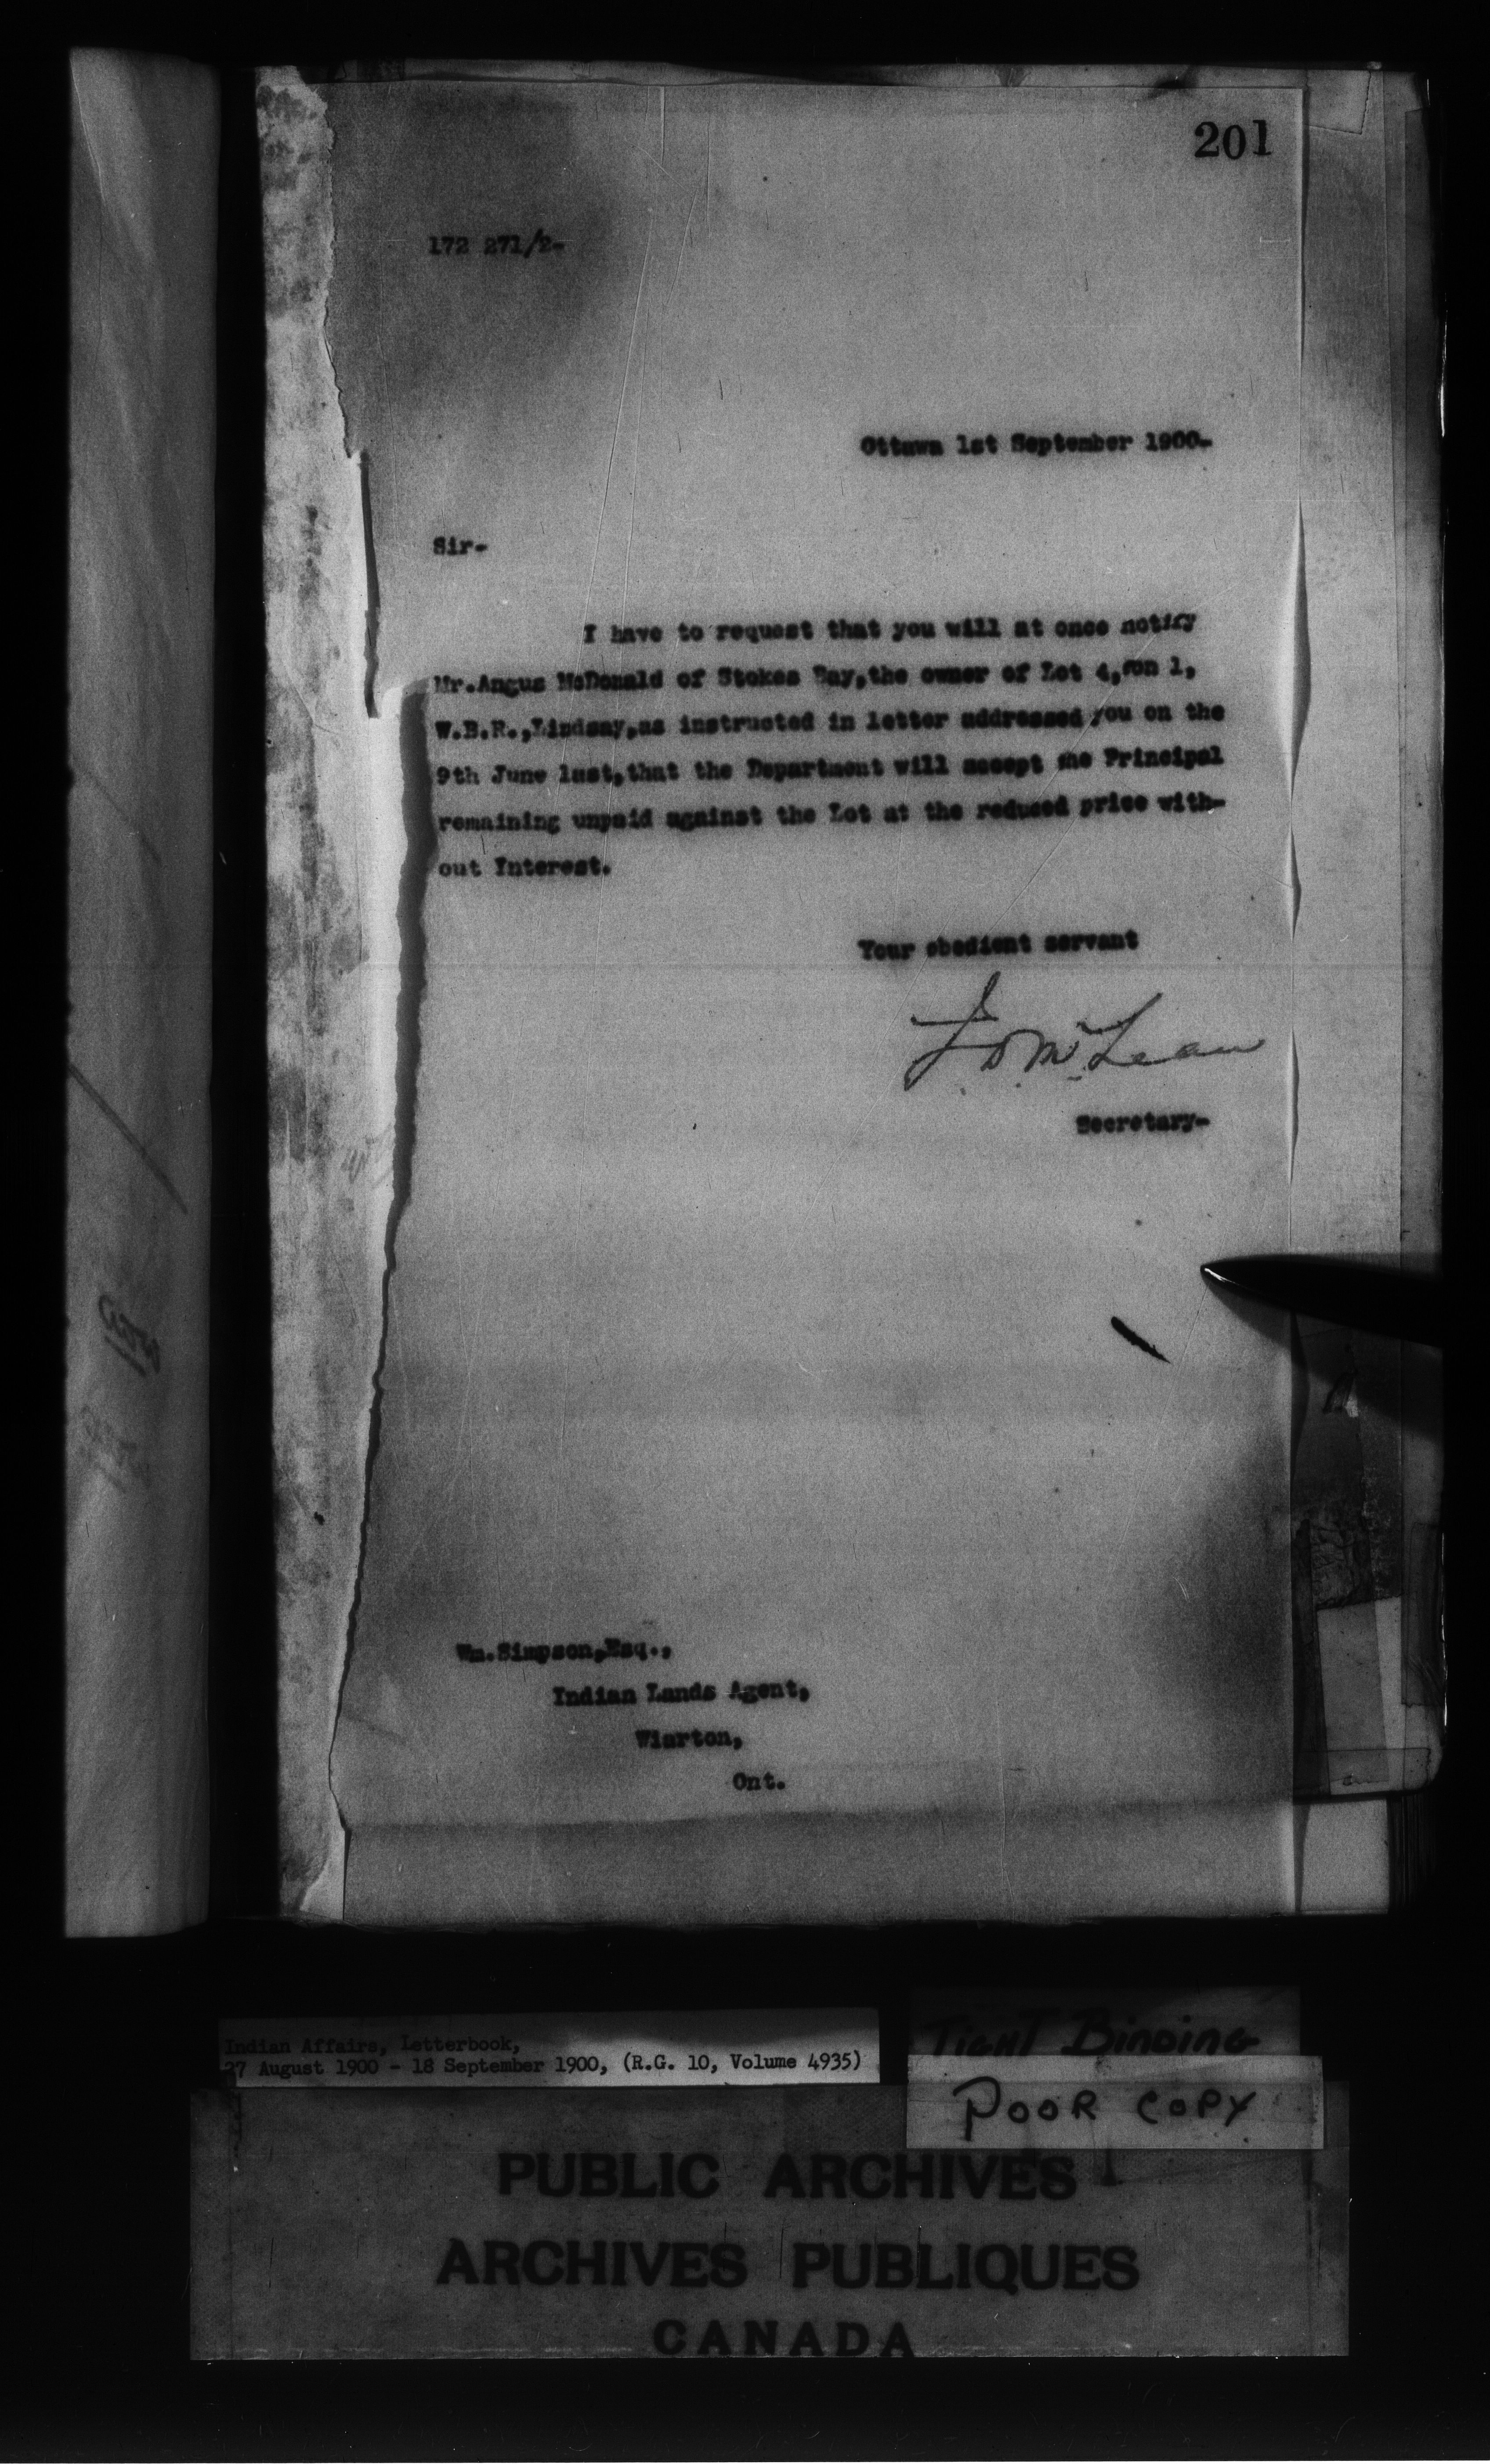 201
172 271/2-
Ottawa 1st September 1900-
Sir-
I have to request that you will at once notify
Mr.Angus McDonald of Stokes Bay,the owner of Lot 4,Con 1,
W.B.R.,Lindsay,as instructed in letter addressed you on the
9th June last,that the Department will accept the Principal
remaining unpaid against the Lot at the reduced price with-
out Interest.
Your obedient servant
J. D. McLean
Secretary-
Wm.Simpson,Esq.,
Indian Lands Agent,
Wiarton,
Ont.
Indian Affairs, Letterbook,
27 August 1900 - 18 September 1900, (R.G. 10, Volume 4935)
Tight Binding
POOR COPY
PUBLIC ARCHIVES
ARCHIVES PUBLIQUES
CANADA